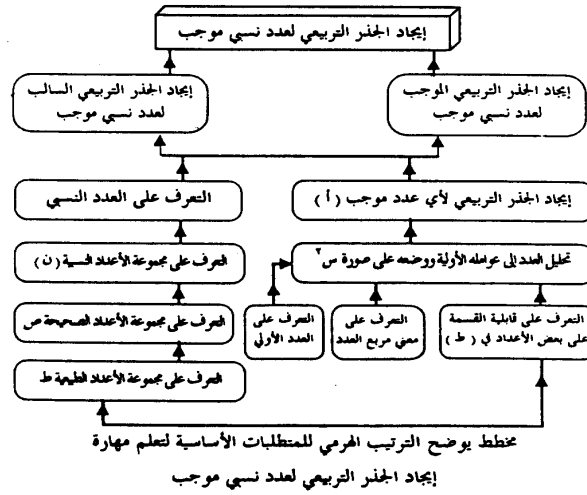 إيجاد الجذر التربيعي لعدد نسبي موجب
إيجاد الجذر التربيعي الموجب
لعدد نسبي موجب
إيجاد الجذر التربيعي السالب
لعدد نسبي موجب
إيجاد الجذر التربيعي لأي عدد موجب ( أ )
التعرف على العدد النسبي
تحليل العدد إلى عوامله الأولية ووضعه على صورة س٢
التعرف على مجموعة الأعداد النسبية ( ن )
التعرف على قابلية القسمة
على بعض الأعداد في ( ط )
التعرف على
معنى مربع العدد
التعرف على
العدد الأولي
التعرف على مجموعة الأعداد الصحيحة ص
التعرف على مجموعة الأعداد الطبيعية ط
مخطط يوضح الترتيب الهرمي للمتطلبات الأساسية لتعلم مهارة
إيجاد الجذر التربيعي لعدد نسبي موجب